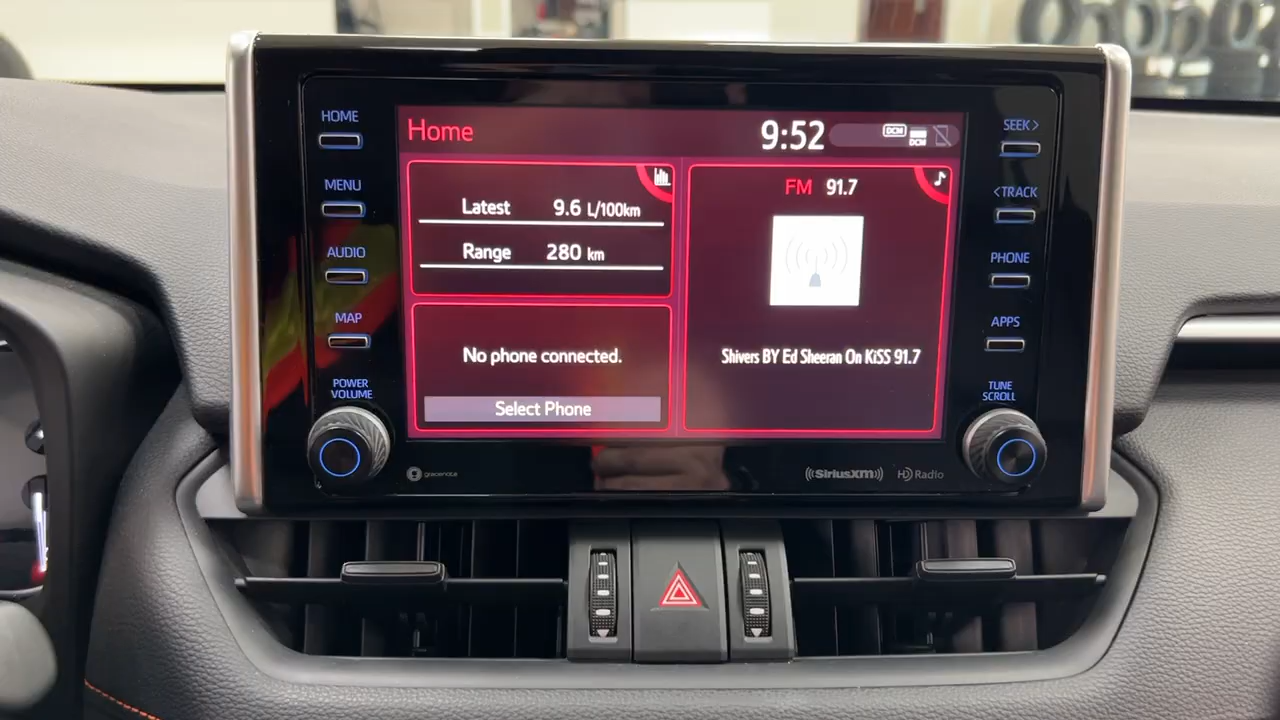 HOME
MENU
AUDIO
MAP
POWER
VOLUME
Home
9:52
DCM
DCM
Latest 9.6 L/100km
Range 280 km
No phone connected.
Select Phone
FM 91.7
Shivers BY Ed Sheeran On KiSS 91.7
SEEK>
<TRACK
PHONE
APPS
TUNE
SCROLL
gracenote
SiriusXM
HD Radio